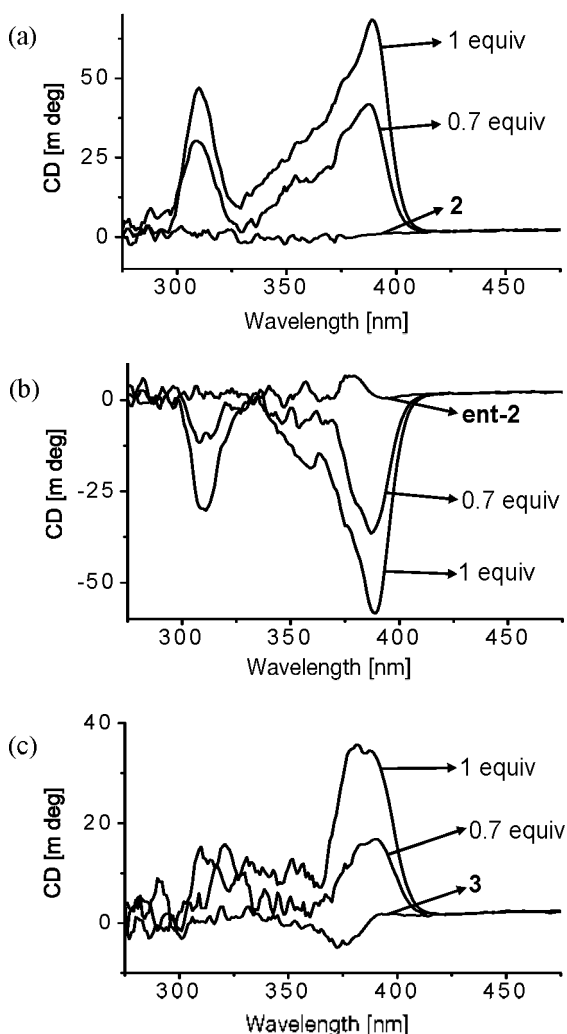 (a)
CD [m deg]
50
25
0
1 equiv
0.7 equiv
2
300 350 400 450
Wavelength [nm]
(b)
CD [m deg]
0
-25
-50
ent-2
0.7 equiv
1 equiv
300 350 400 450
Wavelength [nm]
(c)
CD [m deg]
40
20
0
1 equiv
0.7 equiv
3
300 350 400 450
Wavelength [nm]